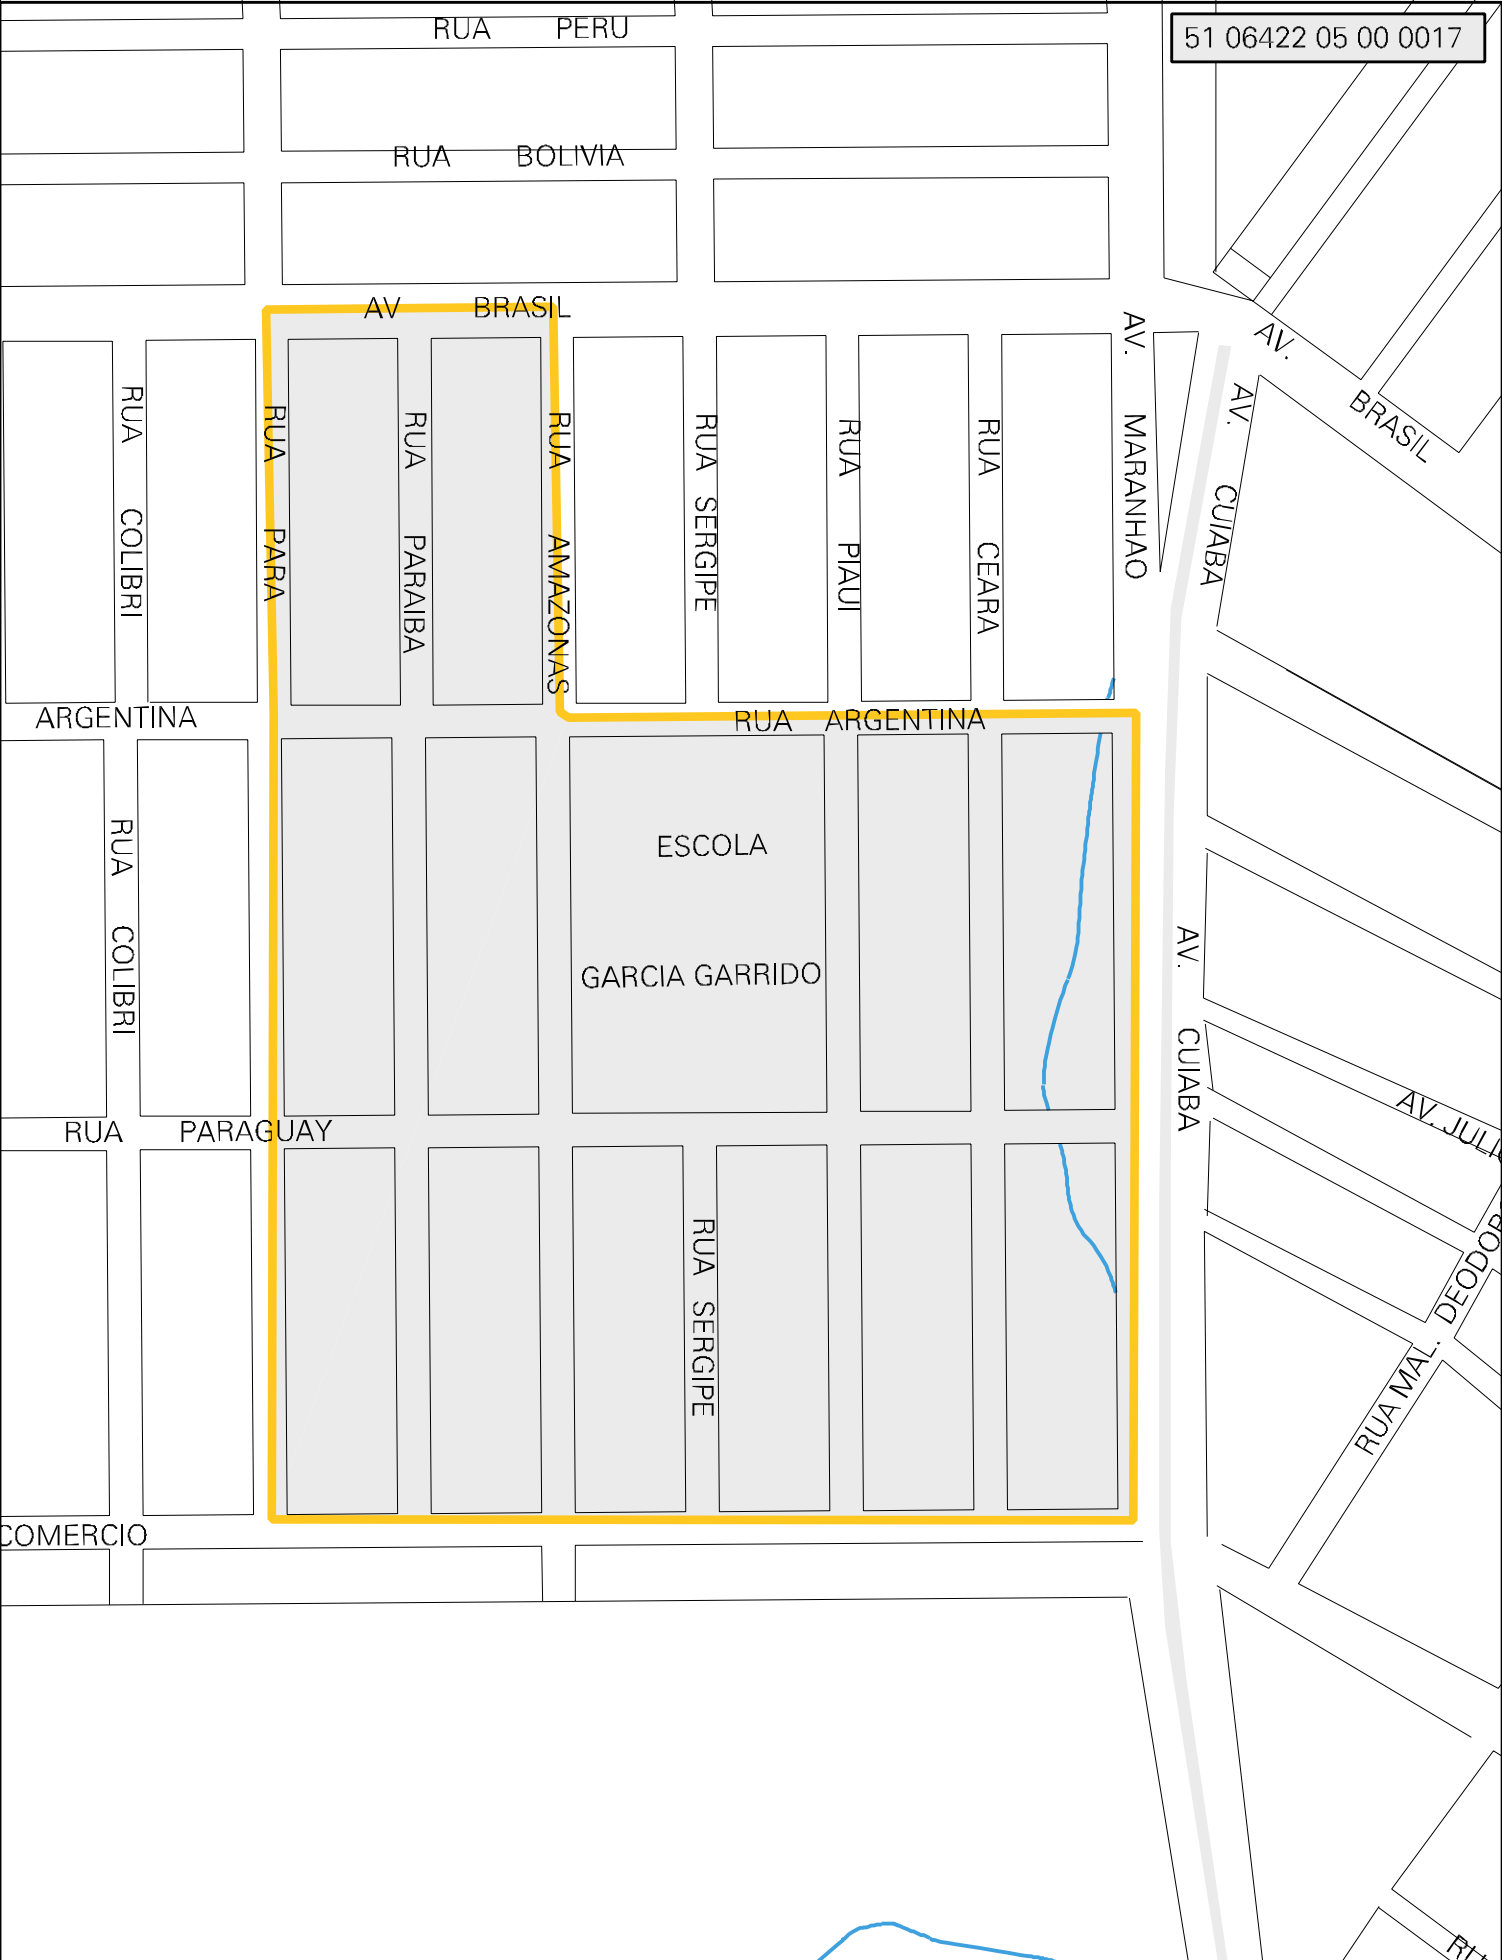 RUA PERU
51 06422 05 00 0017
RUA BOLIVIA
AV BRASIL
AV. MARANHAO
AV. BRASIL
AV. CUIABA
RUA COLIBRI
RUA PARA
RUA PARAIBA
RUA AMAZONAS
RUA SERGIPE
RUA PIAUI
RUA CEARA
ARGENTINA
RUA ARGENTINA
ESCOLA
GARCIA GARRIDO
RUA COLIBRI
AV. CUIABA
AV. JULI
RUA PARAGUAY
RUA SERGIPE
RUA MAL. DEODOR
COMERCIO